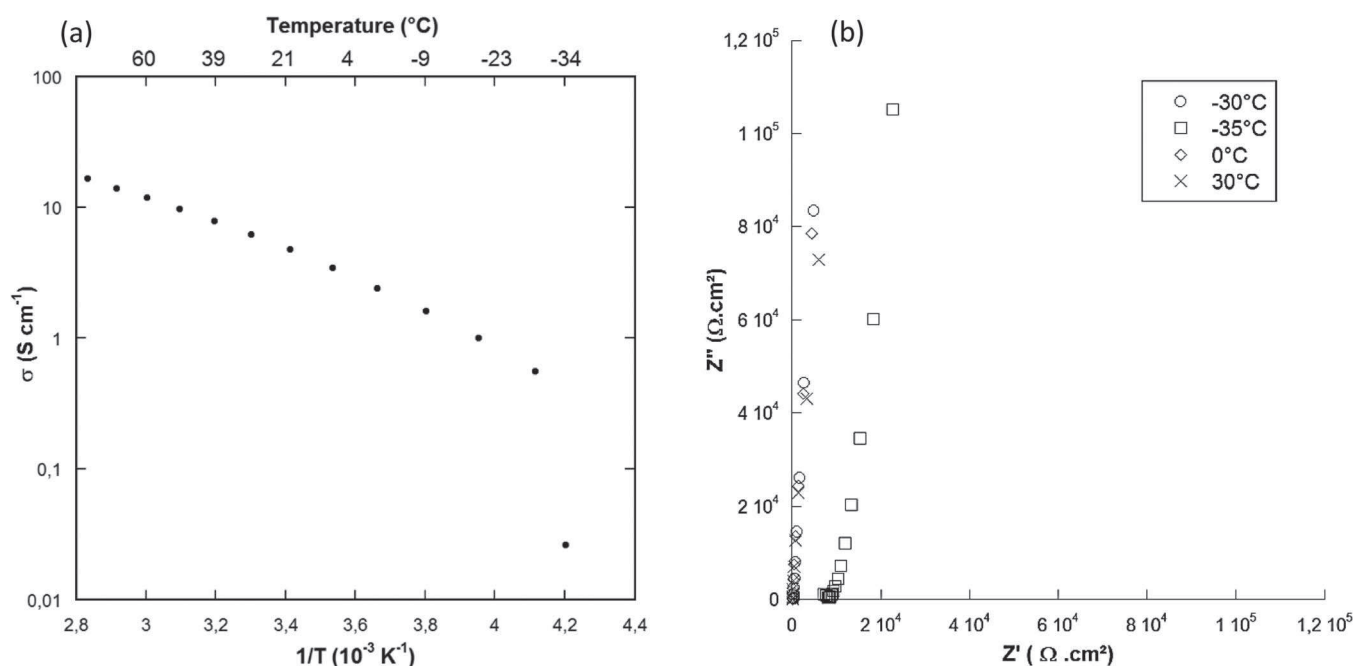 (a)
Temperature (°C)
60 39 21 4 -9 -23 -34
100
10
1
0,1
0,01
σ (S cm⁻¹)
2,8 3 3,2 3,4 3,6 3,8 4 4,2 4,4
1/T (10⁻³ K⁻¹)
(b)
1,2 10⁵
1 10⁵
8 10⁴
6 10⁴
4 10⁴
2 10⁴
0
Z'' (Ω.cm²)
-30°C
-35°C
0°C
30°C
0 2 10⁴ 4 10⁴ 6 10⁴ 8 10⁴ 1 10⁵ 1,2 10⁵
Z' ( Ω .cm²)